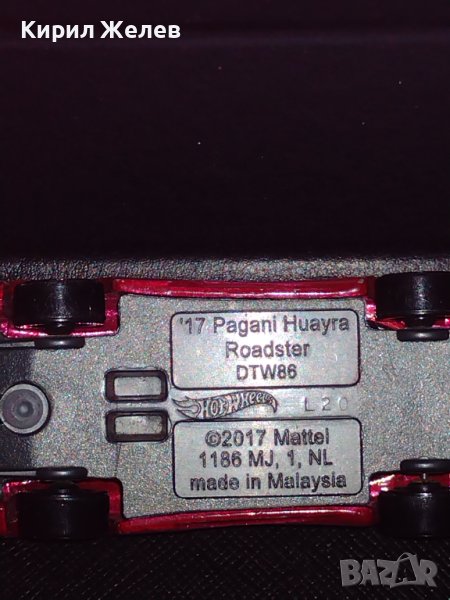 Кирил Желев
'17 Pagani Huayra
Roadster
DTW86
Hot Wheels L20
©2017 Mattel
1186 MJ, 1, NL
made in Malaysia
BAZAR